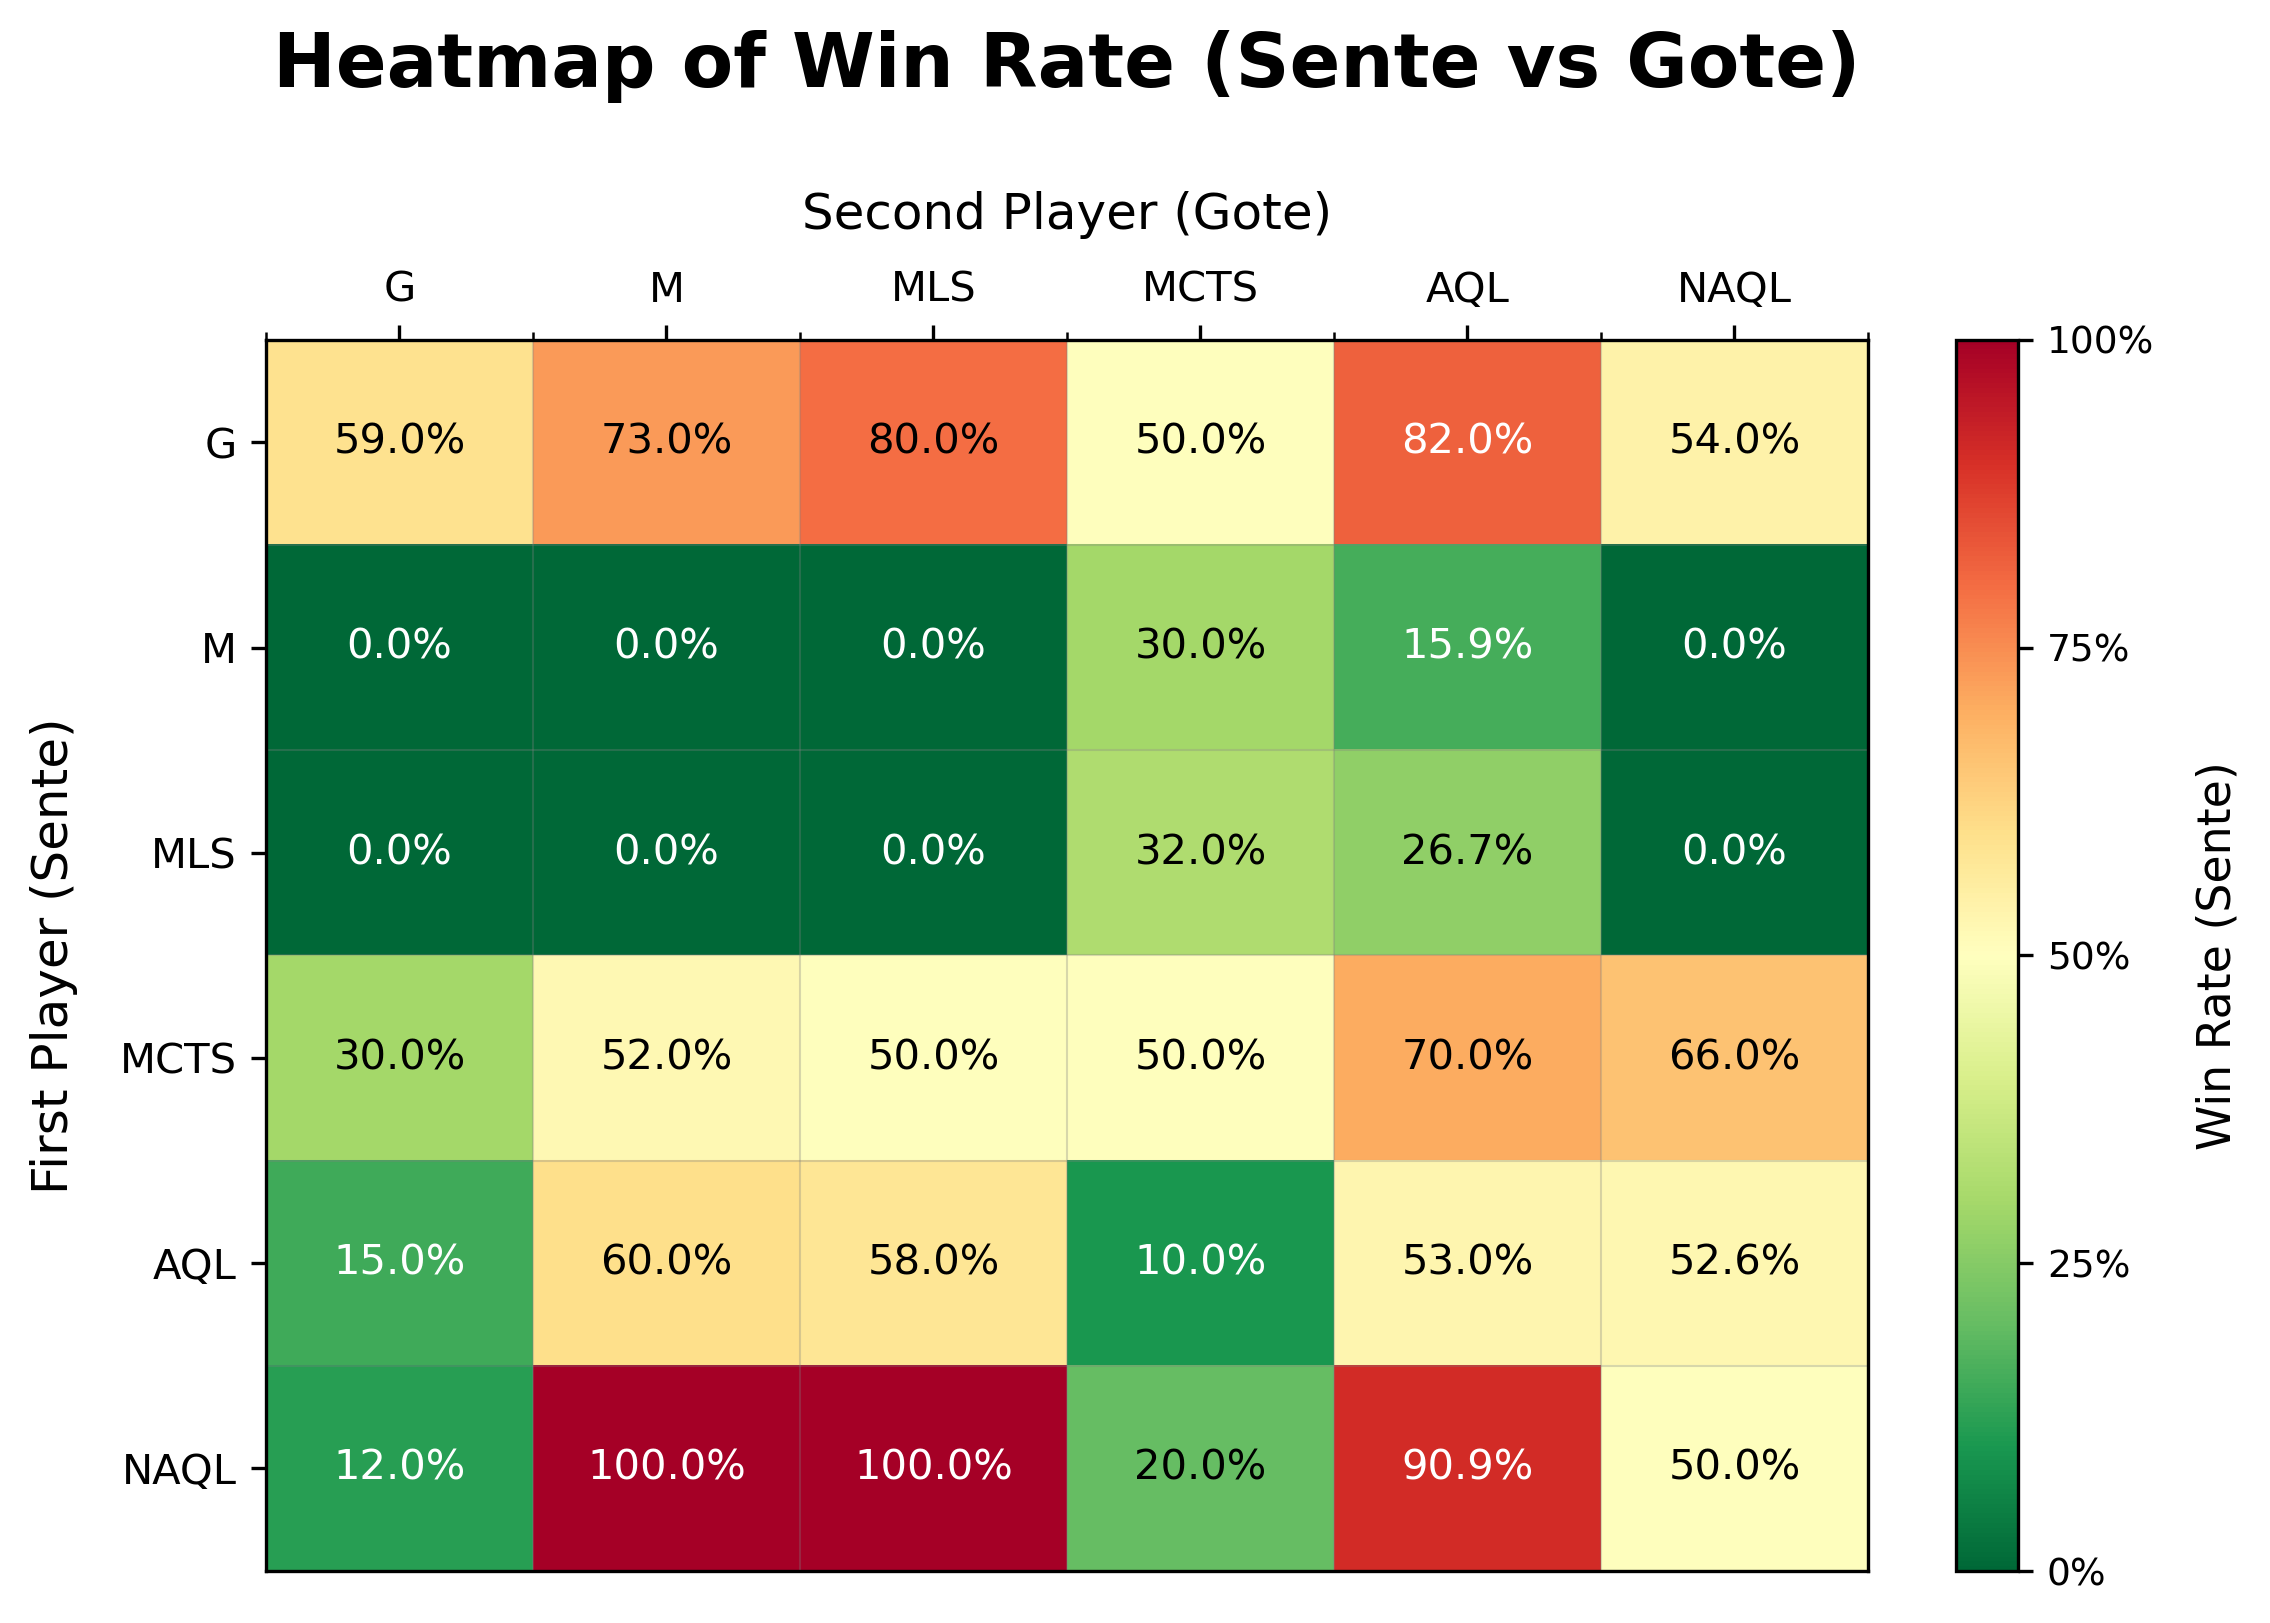 Heatmap of Win Rate (Sente vs Gote)
Second Player (Gote)
G M MLS MCTS AQL NAQL
First Player (Sente)
G 59.0% 73.0% 80.0% 50.0% 82.0% 54.0%
M 0.0% 0.0% 0.0% 30.0% 15.9% 0.0%
MLS 0.0% 0.0% 0.0% 32.0% 26.7% 0.0%
MCTS 30.0% 52.0% 50.0% 50.0% 70.0% 66.0%
AQL 15.0% 60.0% 58.0% 10.0% 53.0% 52.6%
NAQL 12.0% 100.0% 100.0% 20.0% 90.9% 50.0%
100%
75%
50%
25%
0%
Win Rate (Sente)